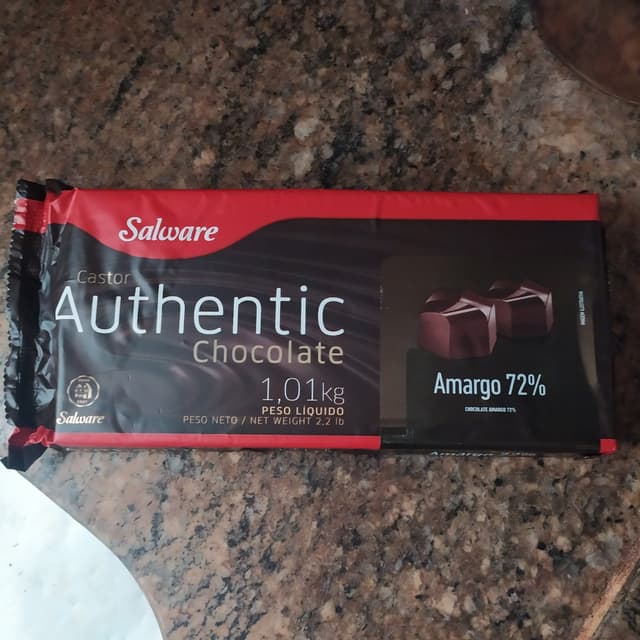 Salware
Castor
Authentic
Chocolate
1,01kg
PESO LÍQUIDO
PESO NETO / NET WEIGHT 2,2 lb
Salware
Amargo 72%
CHOCOLATE AMARGO 72%